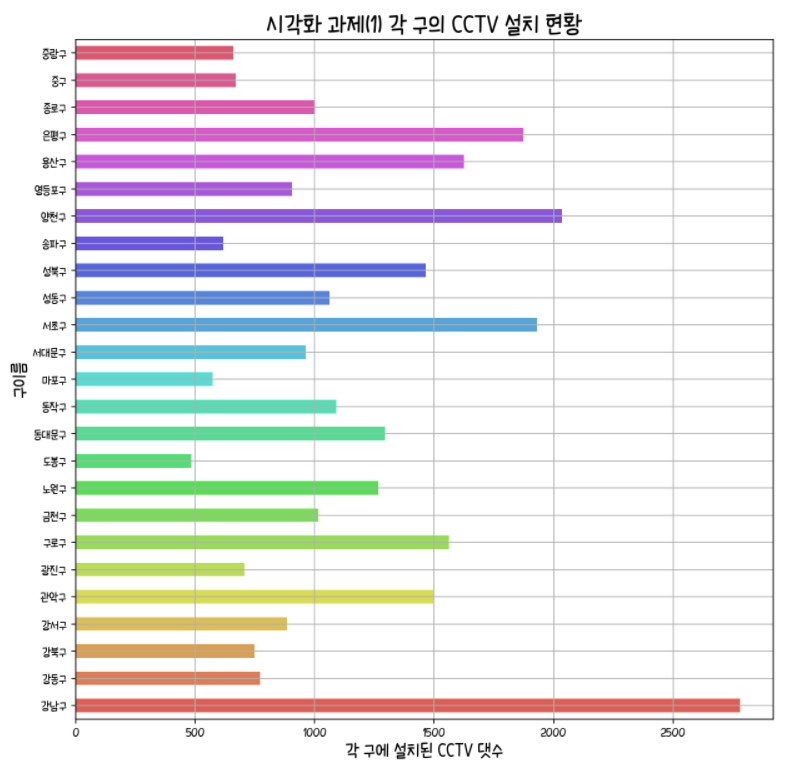 시각화 과제(1) 각 구의 CCTV 설치 현황
중랑구
중구
종로구
은평구
용산구
영등포구
양천구
송파구
성북구
성동구
서초구
서대문구
마포구
동작구
동대문구
도봉구
노원구
금천구
구로구
광진구
관악구
강서구
강북구
강동구
강남구
구이름
0 500 1000 1500 2000 2500
각 구에 설치된 CCTV 댓수